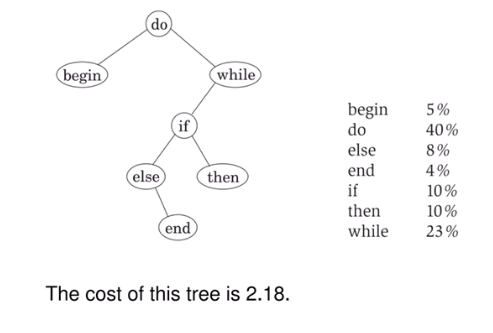 do
begin
while
if
else
then
end
begin 5%
do 40%
else 8%
end 4%
if 10%
then 10%
while 23%
The cost of this tree is 2.18.